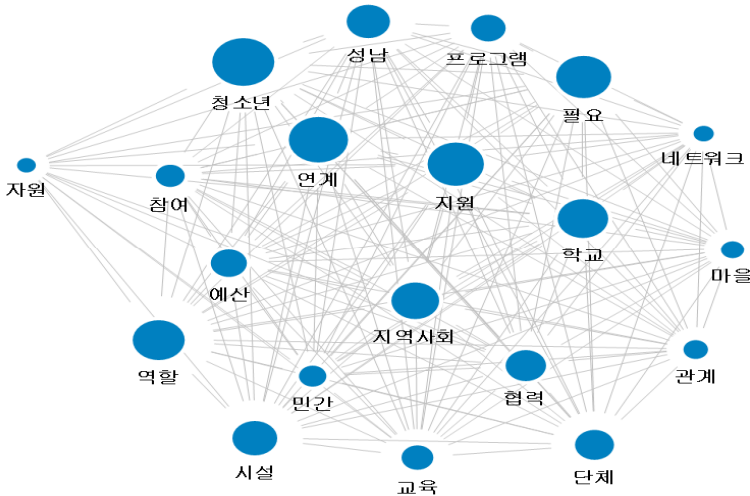 성남
프로그램
청소년
필요
네트워크
연계
자원
참여
지원
학교
마을
예산
지역사회
역할
관계
민간
협력
시설
단체
교육